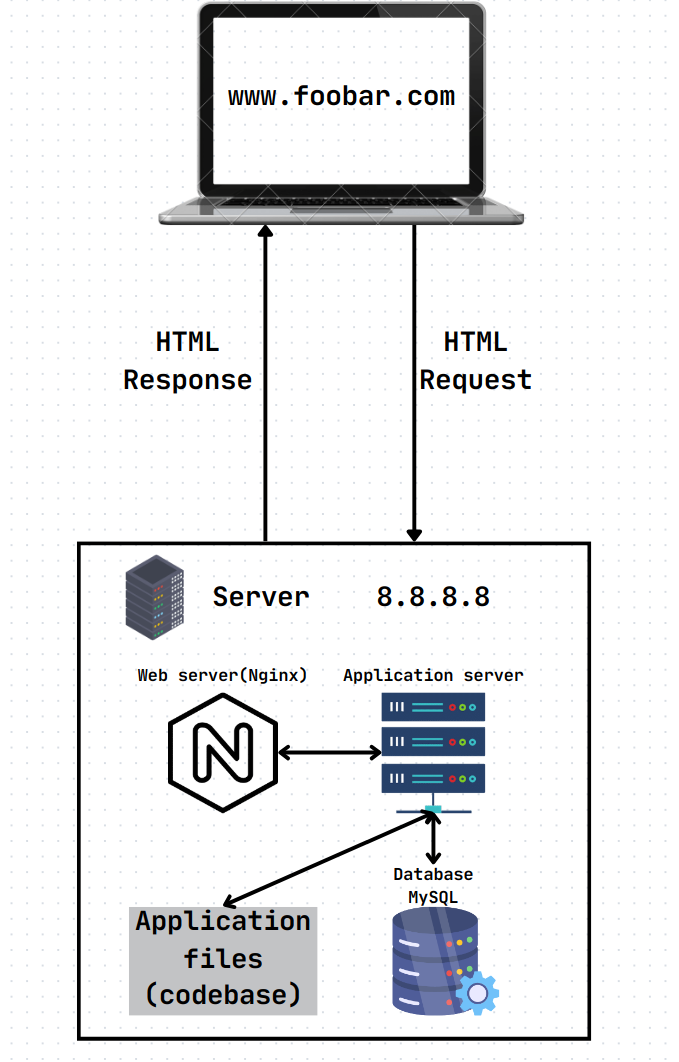 www.foobar.com
HTML
Response
HTML
Request
Server 8.8.8.8
Web server(Nginx) Application server
Database
MySQL
Application
files
(codebase)